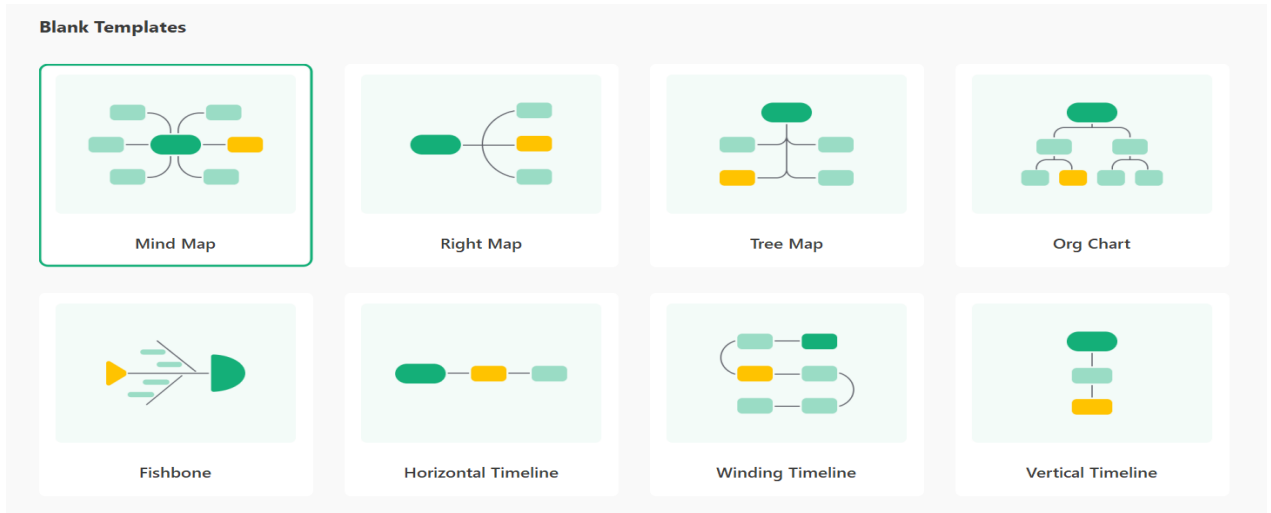 Blank Templates
Mind Map
Right Map
Tree Map
Org Chart
Fishbone
Horizontal Timeline
Winding Timeline
Vertical Timeline